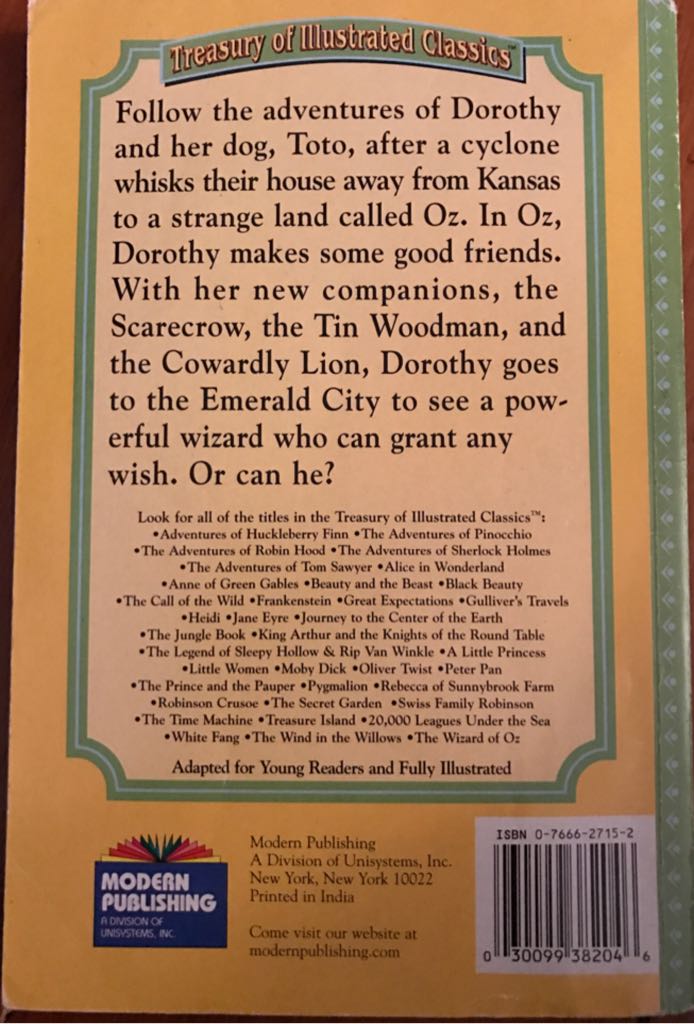 Treasury of Illustrated Classics™
Follow the adventures of Dorothy
and her dog, Toto, after a cyclone
whisks their house away from Kansas
to a strange land called Oz. In Oz,
Dorothy makes some good friends.
With her new companions, the
Scarecrow, the Tin Woodman, and
the Cowardly Lion, Dorothy goes
to the Emerald City to see a pow-
erful wizard who can grant any
wish. Or can he?
Look for all of the titles in the Treasury of Illustrated Classics™:
•Adventures of Huckleberry Finn •The Adventures of Pinocchio
•The Adventures of Robin Hood •The Adventures of Sherlock Holmes
•The Adventures of Tom Sawyer •Alice in Wonderland
•Anne of Green Gables •Beauty and the Beast •Black Beauty
•The Call of the Wild •Frankenstein •Great Expectations •Gulliver's Travels
•Heidi •Jane Eyre •Journey to the Center of the Earth
•The Jungle Book •King Arthur and the Knights of the Round Table
•The Legend of Sleepy Hollow & Rip Van Winkle •A Little Princess
•Little Women •Moby Dick •Oliver Twist •Peter Pan
•The Prince and the Pauper •Pygmalion •Rebecca of Sunnybrook Farm
•Robinson Crusoe •The Secret Garden •Swiss Family Robinson
•The Time Machine •Treasure Island •20,000 Leagues Under the Sea
•White Fang •The Wind in the Willows •The Wizard of Oz
Adapted for Young Readers and Fully Illustrated
MODERN
PUBLISHING
A DIVISION OF
UNISYSTEMS, INC.
Modern Publishing
A Division of Unisystems, Inc.
New York, New York 10022
Printed in India
Come visit our website at
modernpublishing.com
ISBN 0-7666-2715-2
0 30099 38204 6